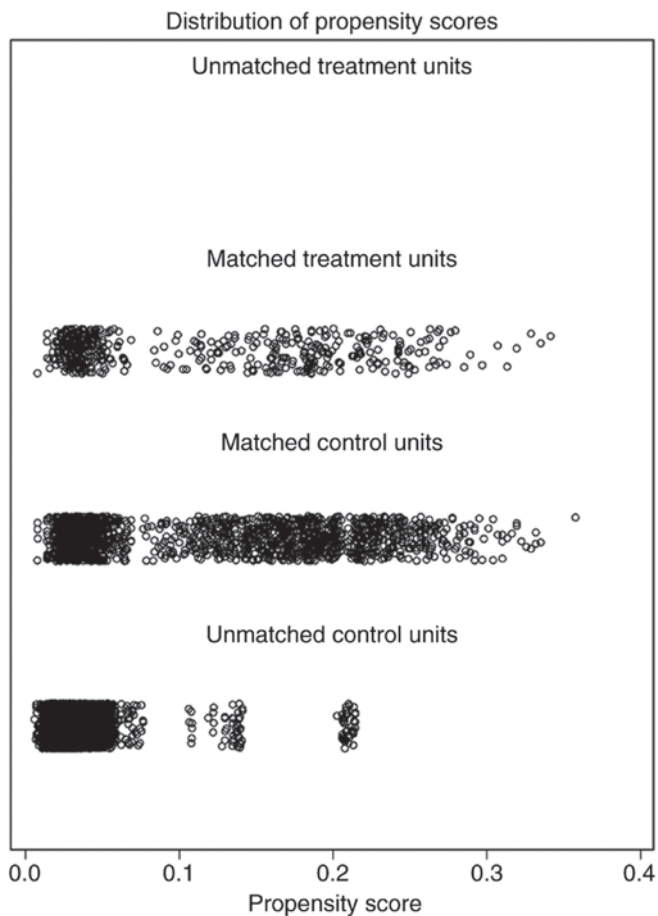 Distribution of propensity scores
Unmatched treatment units
Matched treatment units
Matched control units
Unmatched control units
0.0 0.1 0.2 0.3 0.4
Propensity score